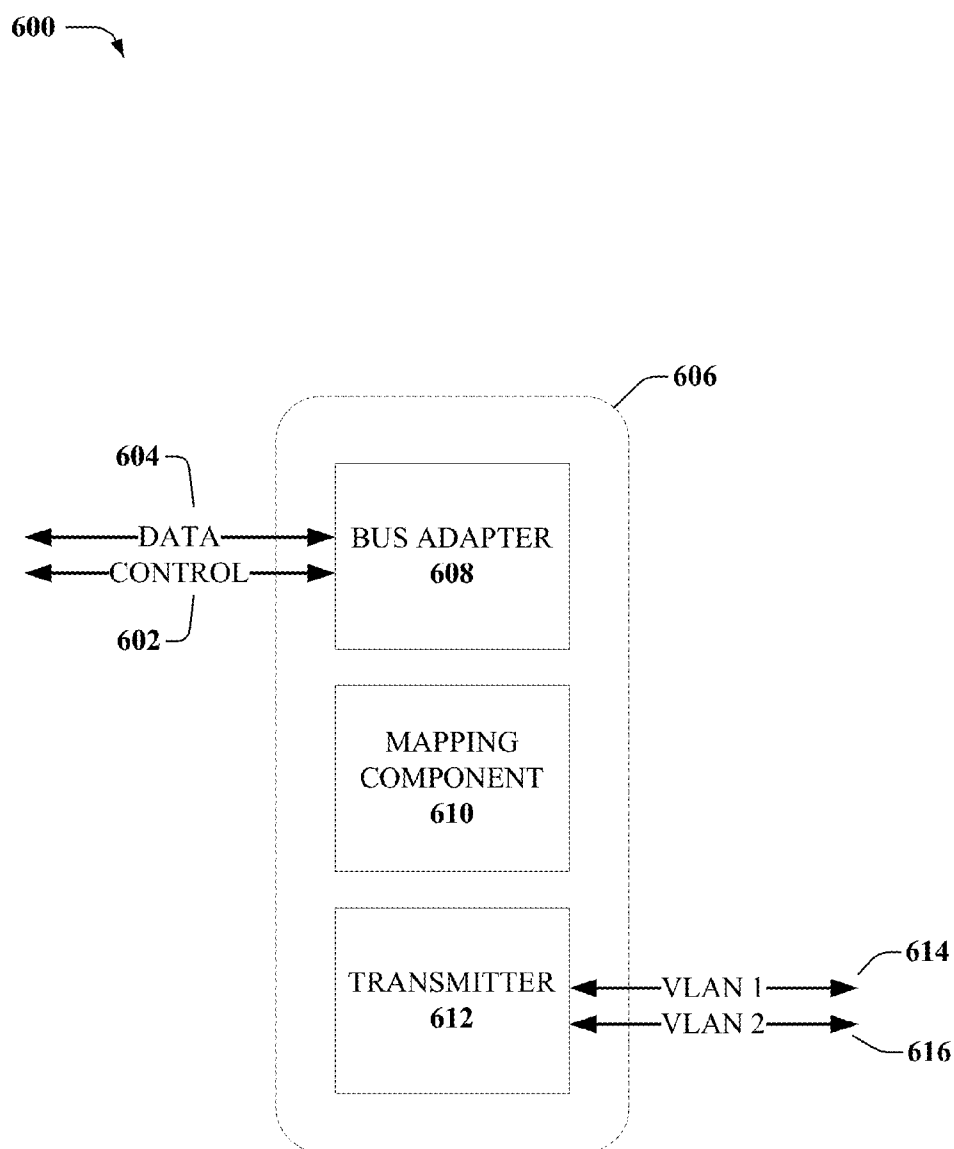 600
606
604
DATA
CONTROL
602
BUS ADAPTER
608
MAPPING
COMPONENT
610
TRANSMITTER
612
614
VLAN 1
VLAN 2
616